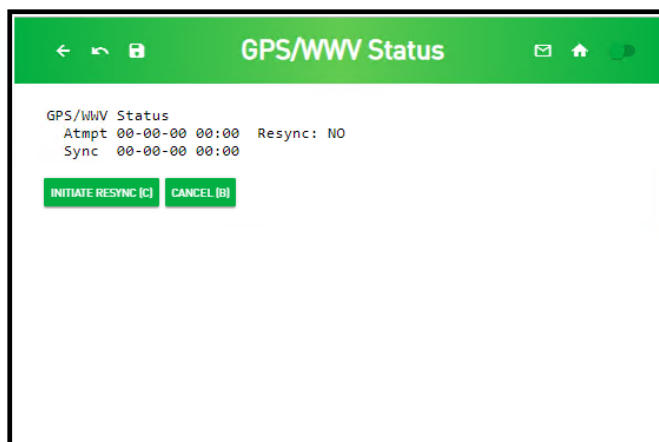 GPS/WWV Status
GPS/WWV Status
Atmpt 00-00-00 00:00 Resync: NO
Sync 00-00-00 00:00
INITIATE RESYNC (C) CANCEL (B)